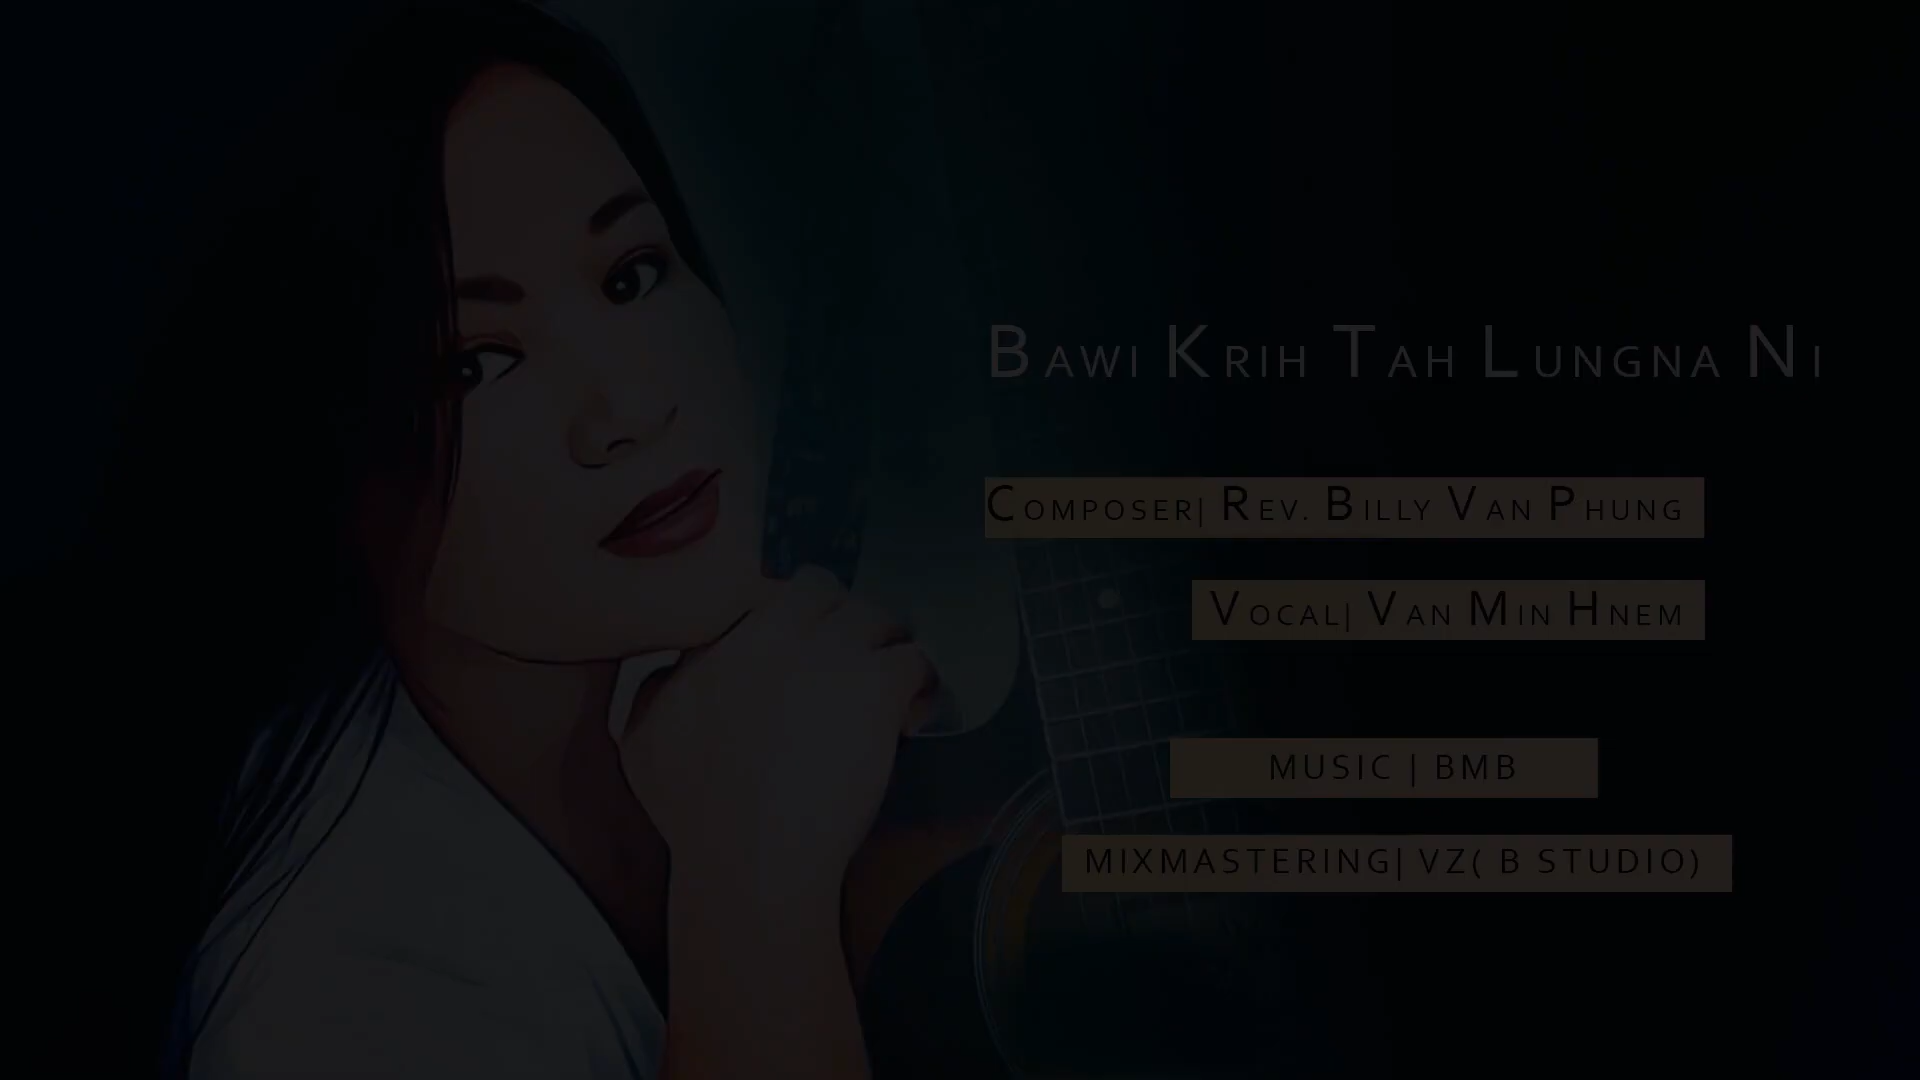 Bawi Krih Tah Lungna Ni
Composer| Rev. Billy Van Phung
Vocal| Van Min Hnem
MUSIC | BMB
MIXMASTERING| VZ( B STUDIO)